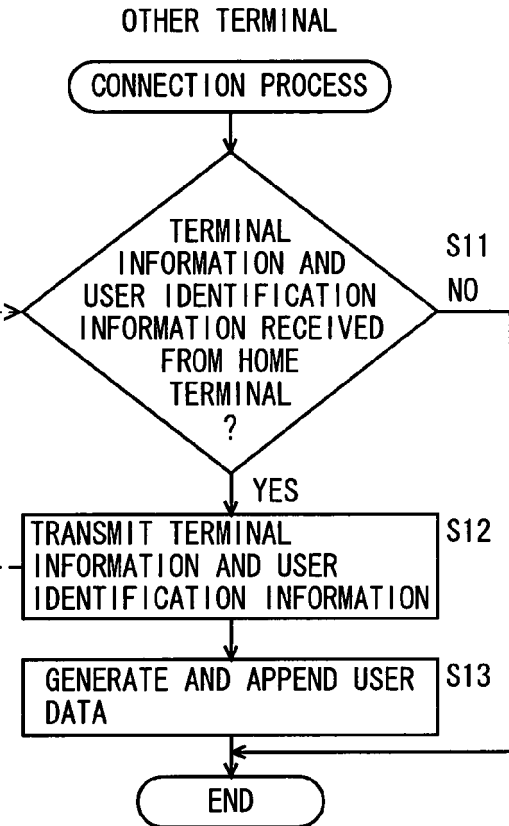 OTHER TERMINAL
CONNECTION PROCESS
TERMINAL
INFORMATION AND
USER IDENTIFICATION
INFORMATION RECEIVED
FROM HOME
TERMINAL
?
S11
NO
YES
TRANSMIT TERMINAL
INFORMATION AND USER
IDENTIFICATION INFORMATION
S12
GENERATE AND APPEND USER
DATA
S13
END